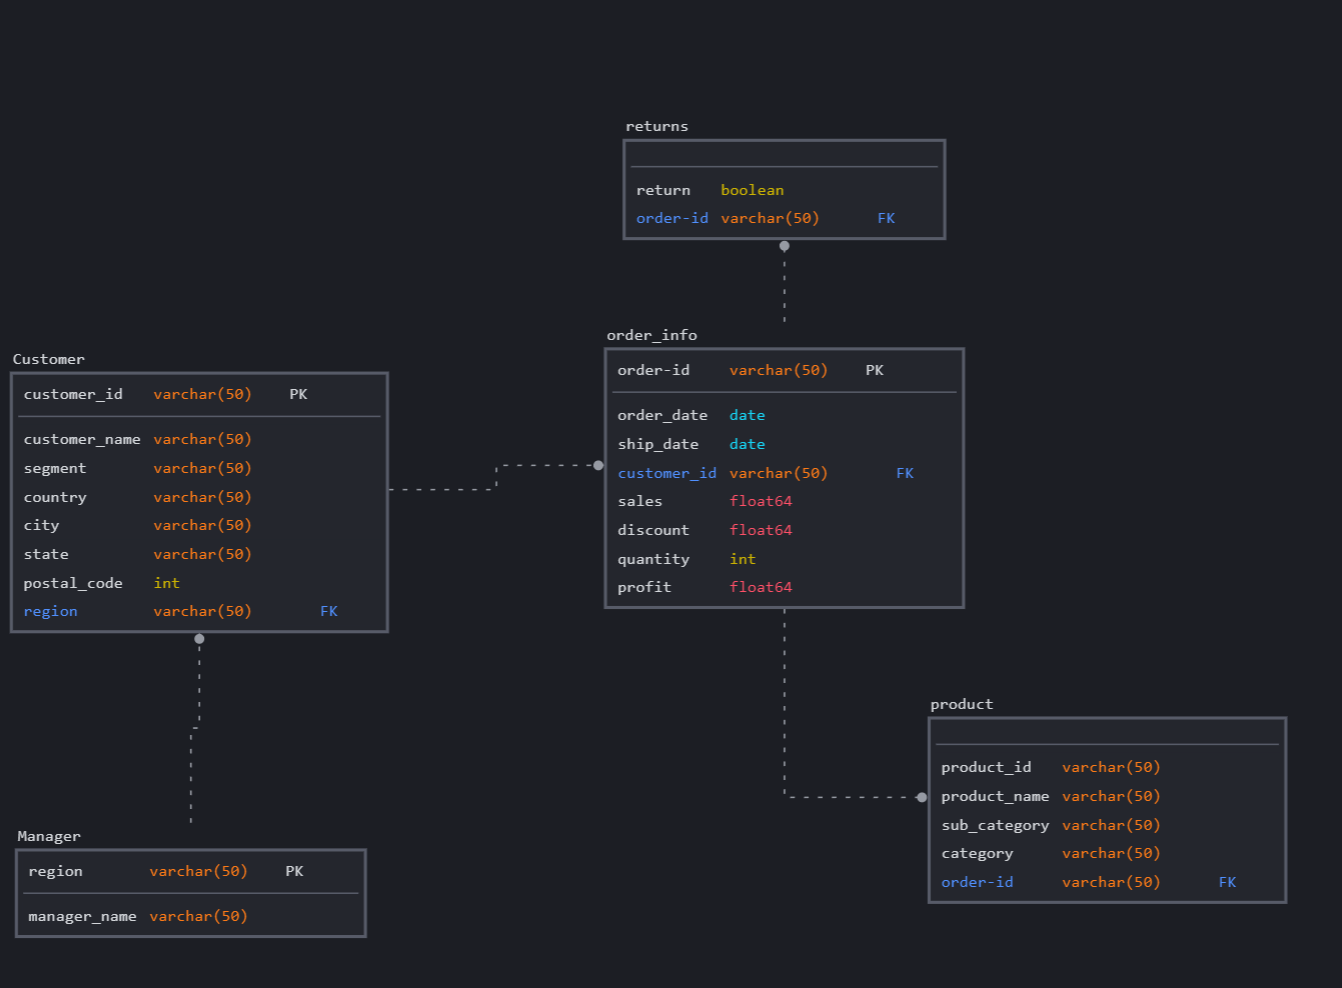 returns
return boolean
order-id varchar(50) FK
order_info
order-id varchar(50) PK
order_date date
ship_date date
customer_id varchar(50) FK
sales float64
discount float64
quantity int
profit float64
Customer
customer_id varchar(50) PK
customer_name varchar(50)
segment varchar(50)
country varchar(50)
city varchar(50)
state varchar(50)
postal_code int
region varchar(50) FK
product
product_id varchar(50)
product_name varchar(50)
sub_category varchar(50)
category varchar(50)
order-id varchar(50) FK
Manager
region varchar(50) PK
manager_name varchar(50)